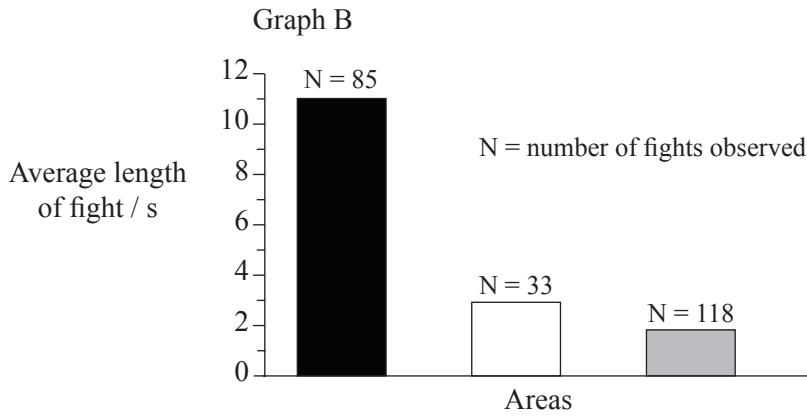 Graph B
12
10
8
6
4
2
0
Average length
of fight / s
N = 85
N = number of fights observed
N = 33
N = 118
Areas